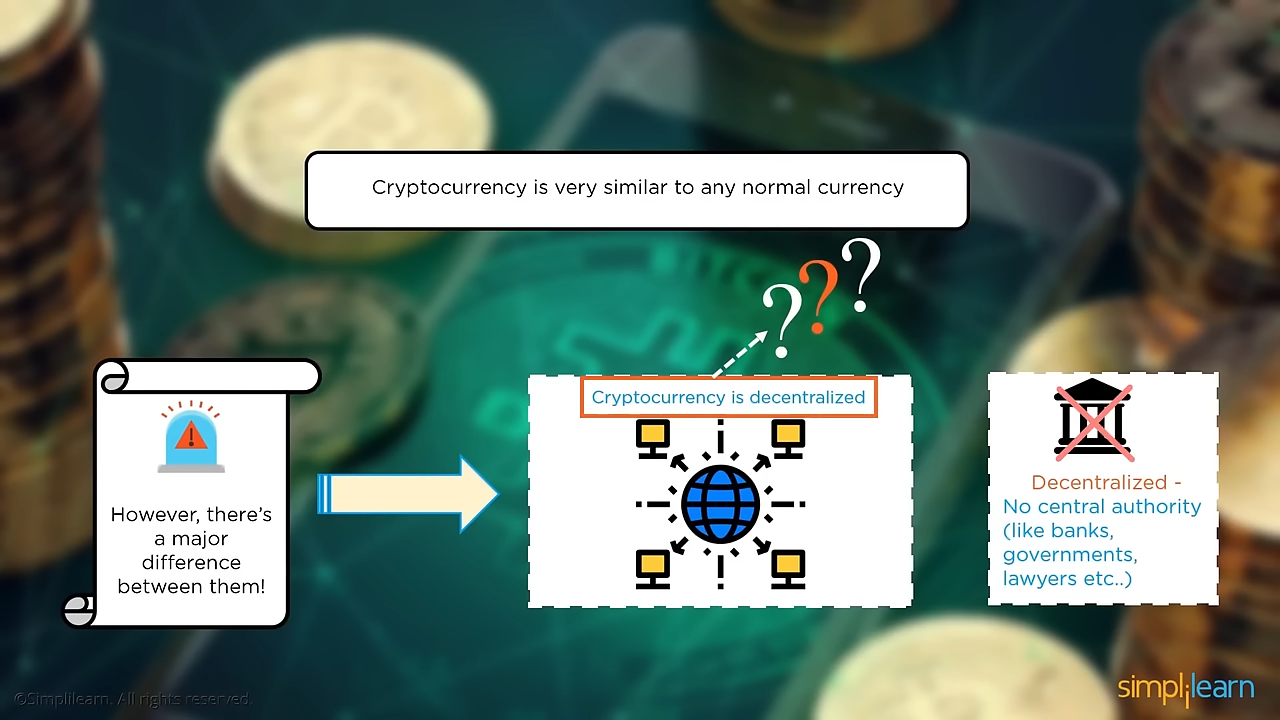 Cryptocurrency is very similar to any normal currency
???
Cryptocurrency is decentralized
However, there's
a major
difference
between them!
Decentralized -
No central authority
(like banks,
governments,
lawyers etc..)
©Simplilearn. All rights reserved.
simplilearn